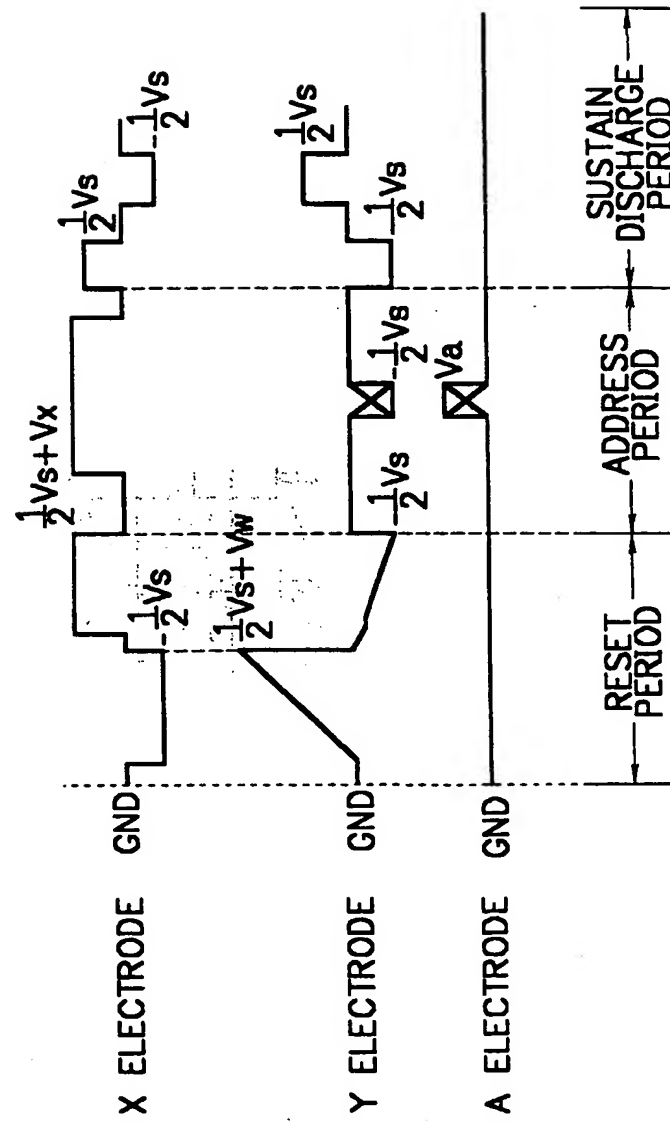 X ELECTRODE GND
-1/2Vs
1/2Vs+Vx
1/2Vs
-1/2Vs
Y ELECTRODE GND
1/2Vs+Vw
-1/2Vs
-1/2Vs
-1/2Vs
1/2Vs
A ELECTRODE GND
Va
RESET
PERIOD
ADDRESS
PERIOD
SUSTAIN
DISCHARGE
PERIOD